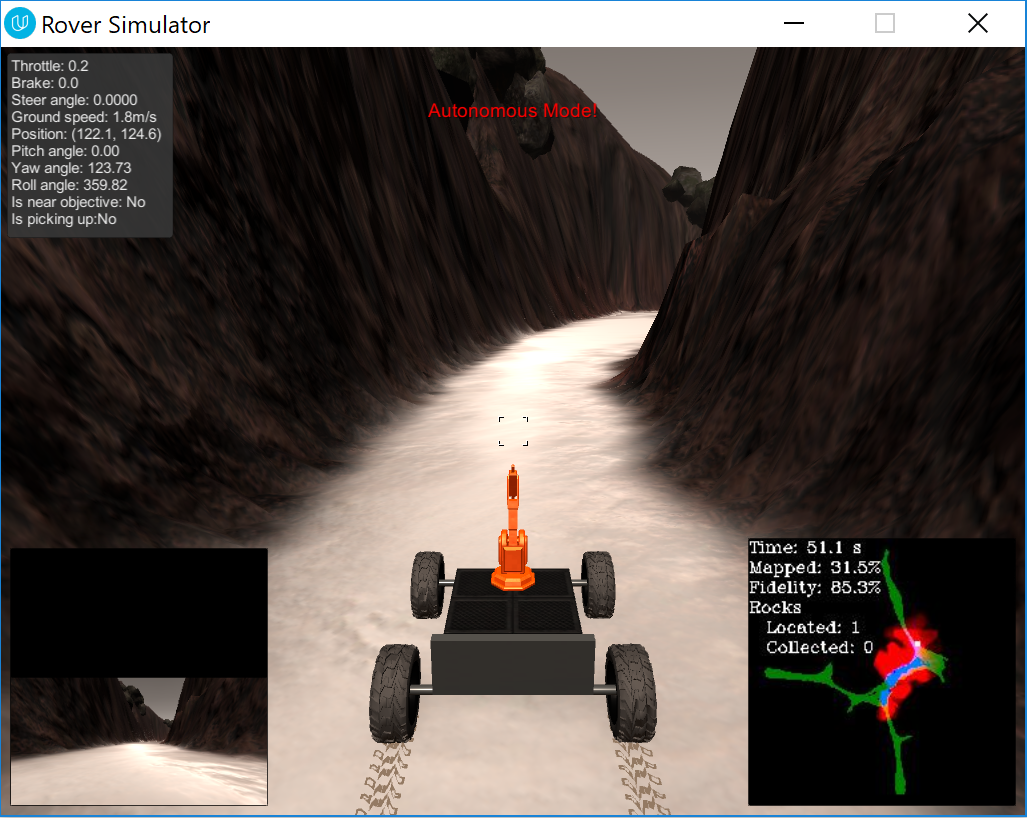 Rover Simulator
Throttle: 0.2
Brake: 0.0
Steer angle: 0.0000
Ground speed: 1.8m/s
Position: (122.1, 124.6)
Pitch angle: 0.00
Yaw angle: 123.73
Roll angle: 359.82
Is near objective: No
Is picking up:No
Autonomous Mode!
Time: 51.1 s
Mapped: 31.5%
Fidelity: 85.3%
Rocks
Located: 1
Collected: 0